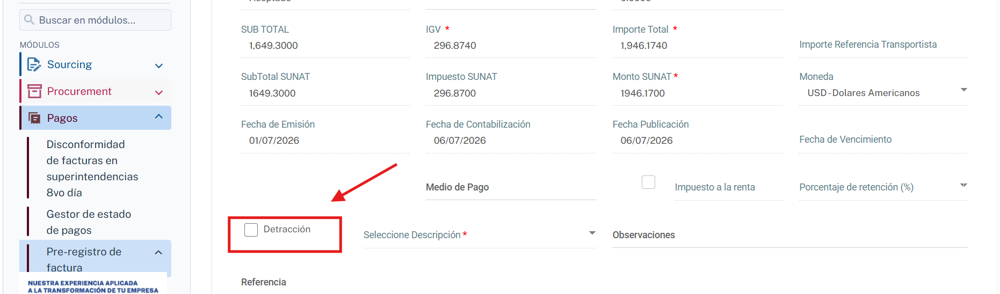 Buscar en módulos...
MÓDULOS
Sourcing
Procurement
Pagos
Disconformidad
de facturas en
superintendencias
8vo día
Gestor de estado
de pagos
Pre-registro de
factura
NUESTRA EXPERIENCIA APLICADA
A LA TRANSFORMACIÓN DE TU EMPRESA
SUB TOTAL
1,649.3000
IGV *
296.8740
Importe Total *
1,946.1740
Importe Referencia Transportista
SubTotal SUNAT
1649.3000
Impuesto SUNAT
296.8700
Monto SUNAT *
1946.1700
Moneda
USD - Dolares Americanos
Fecha de Emisión
01/07/2026
Fecha de Contabilización
06/07/2026
Fecha Publicación
06/07/2026
Fecha de Vencimiento
Medio de Pago
Impuesto a la renta
Porcentaje de retención (%)
Detracción
Seleccione Descripción *
Observaciones
Referencia